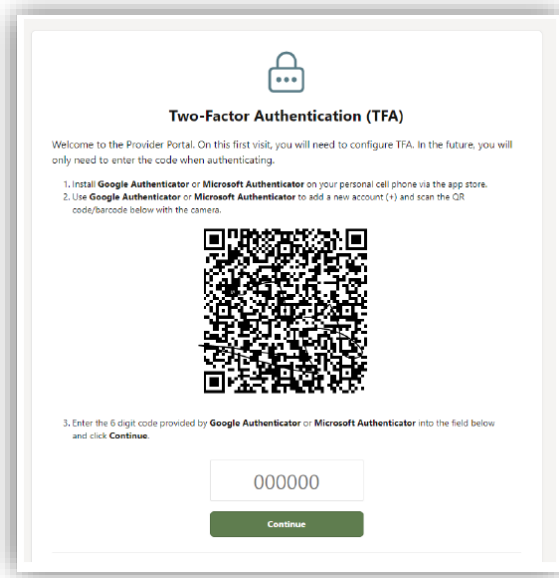 Two-Factor Authentication (TFA)
Welcome to the Provider Portal. On this first visit, you will need to configure TFA. In the future, you will
only need to enter the code when authenticating.
1. Install Google Authenticator or Microsoft Authenticator on your personal cell phone via the app store.
2. Use Google Authenticator or Microsoft Authenticator to add a new account (+) and scan the QR
code/barcode below with the camera.
3. Enter the 6 digit code provided by Google Authenticator or Microsoft Authenticator into the field below
and click Continue.
000000
Continue